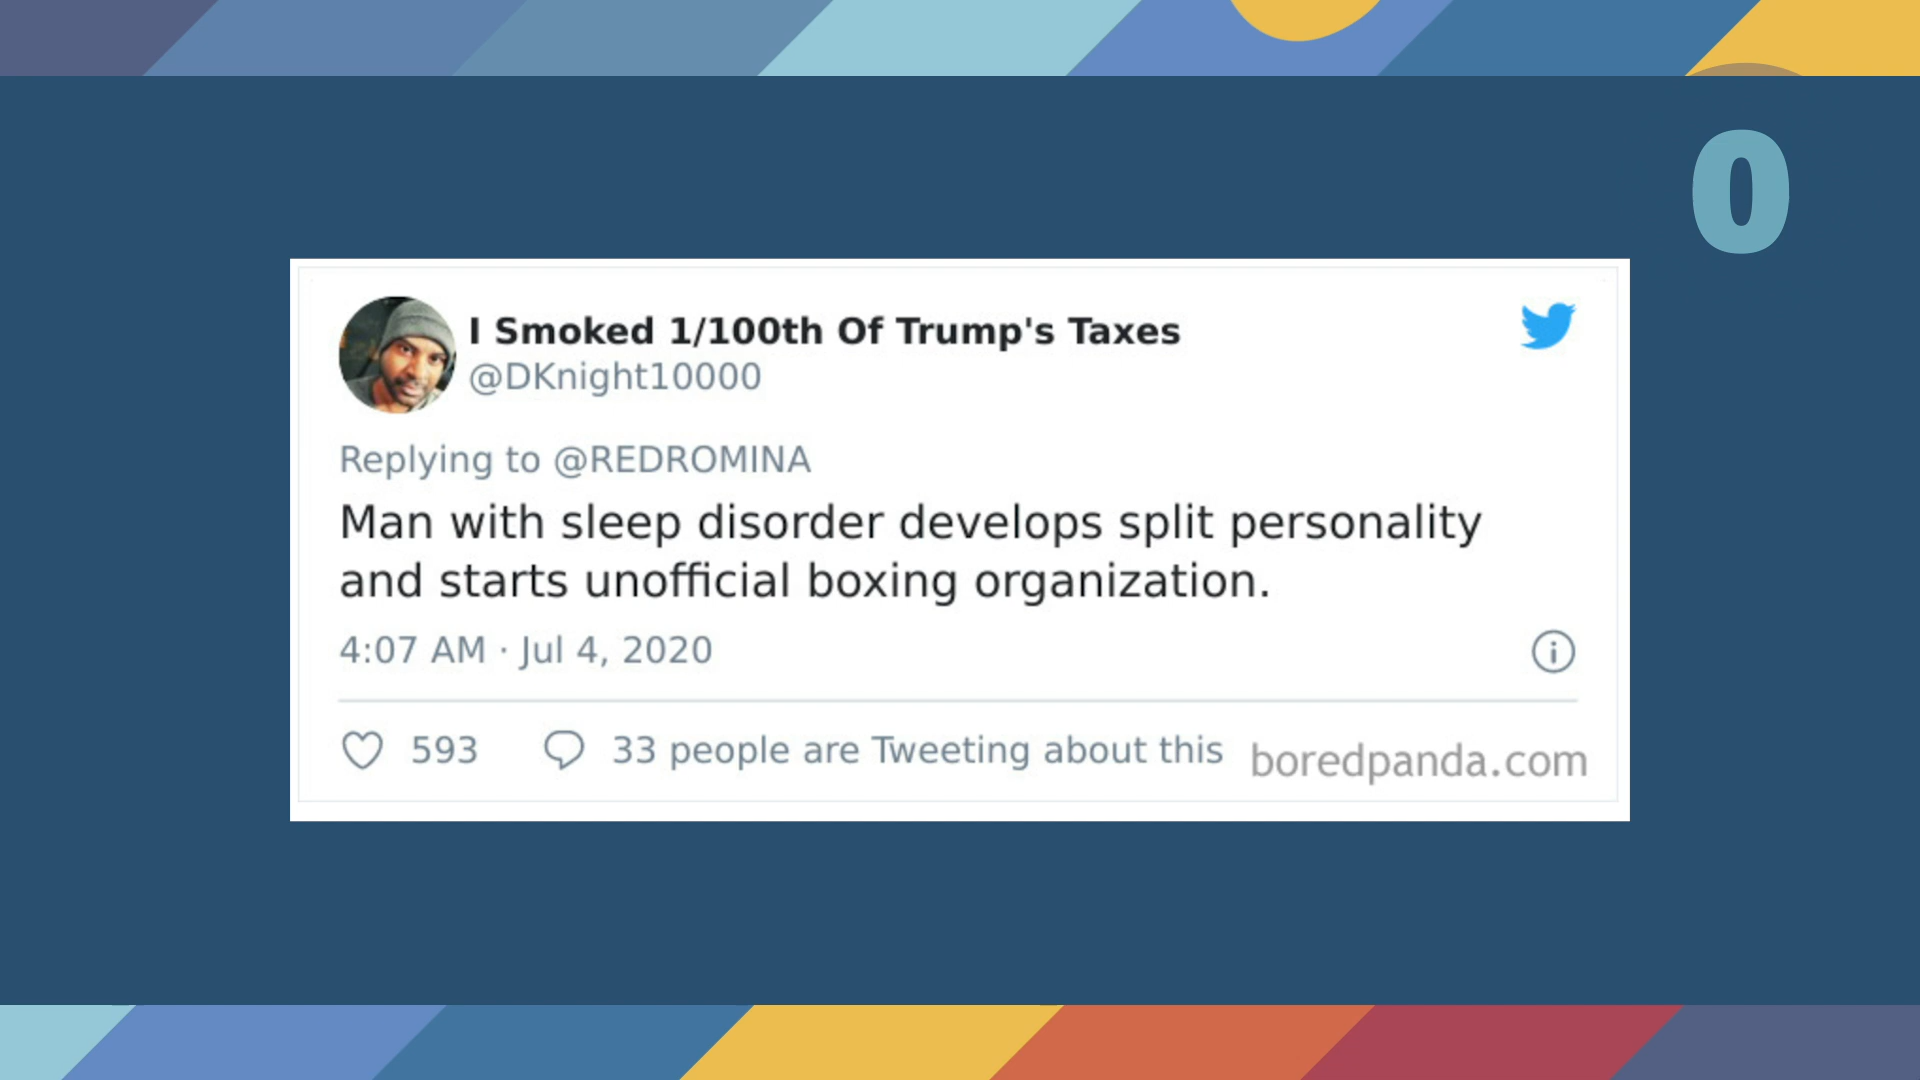 0
I Smoked 1/100th Of Trump's Taxes
@DKnight10000
Replying to @REDROMINA
Man with sleep disorder develops split personality
and starts unofficial boxing organization.
4:07 AM · Jul 4, 2020
593 33 people are Tweeting about this boredpanda.com